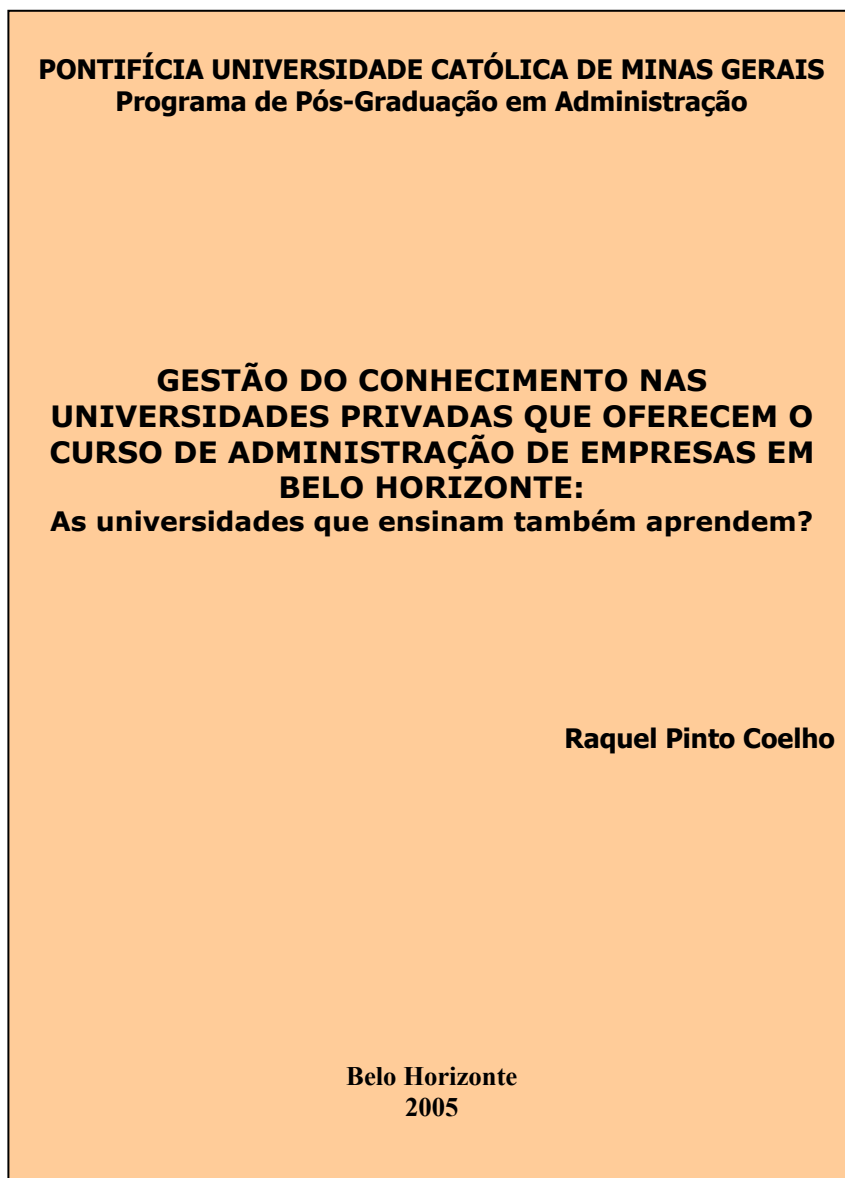 PONTIFÍCIA UNIVERSIDADE CATÓLICA DE MINAS GERAIS
Programa de Pós-Graduação em Administração
GESTÃO DO CONHECIMENTO NAS
UNIVERSIDADES PRIVADAS QUE OFERECEM O
CURSO DE ADMINISTRAÇÃO DE EMPRESAS EM
BELO HORIZONTE:
As universidades que ensinam também aprendem?
Raquel Pinto Coelho
Belo Horizonte
2005